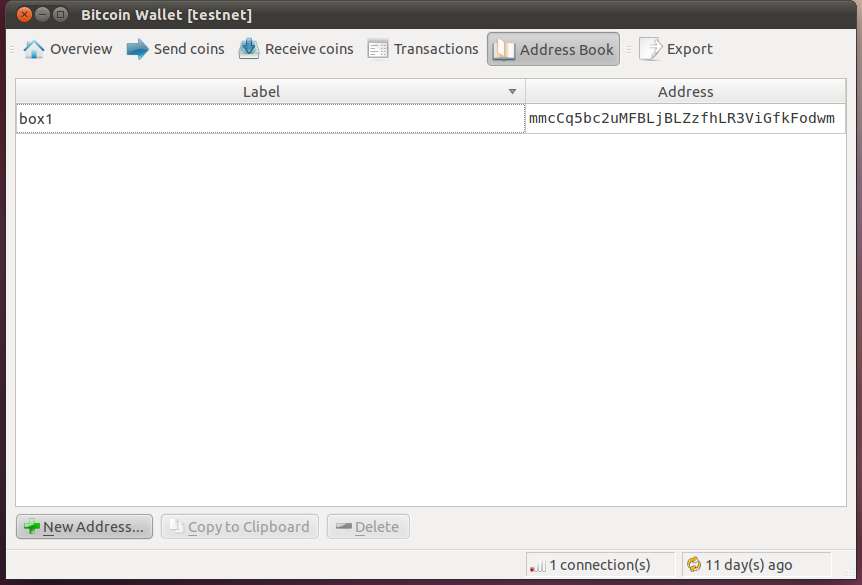 Bitcoin Wallet [testnet]
Overview Send coins Receive coins Transactions Address Book Export
Label Address
box1 mmcCq5bc2uMFBLjBLZzfhLR3ViGfkFodwm
New Address... Copy to Clipboard Delete
1 connection(s) 11 day(s) ago